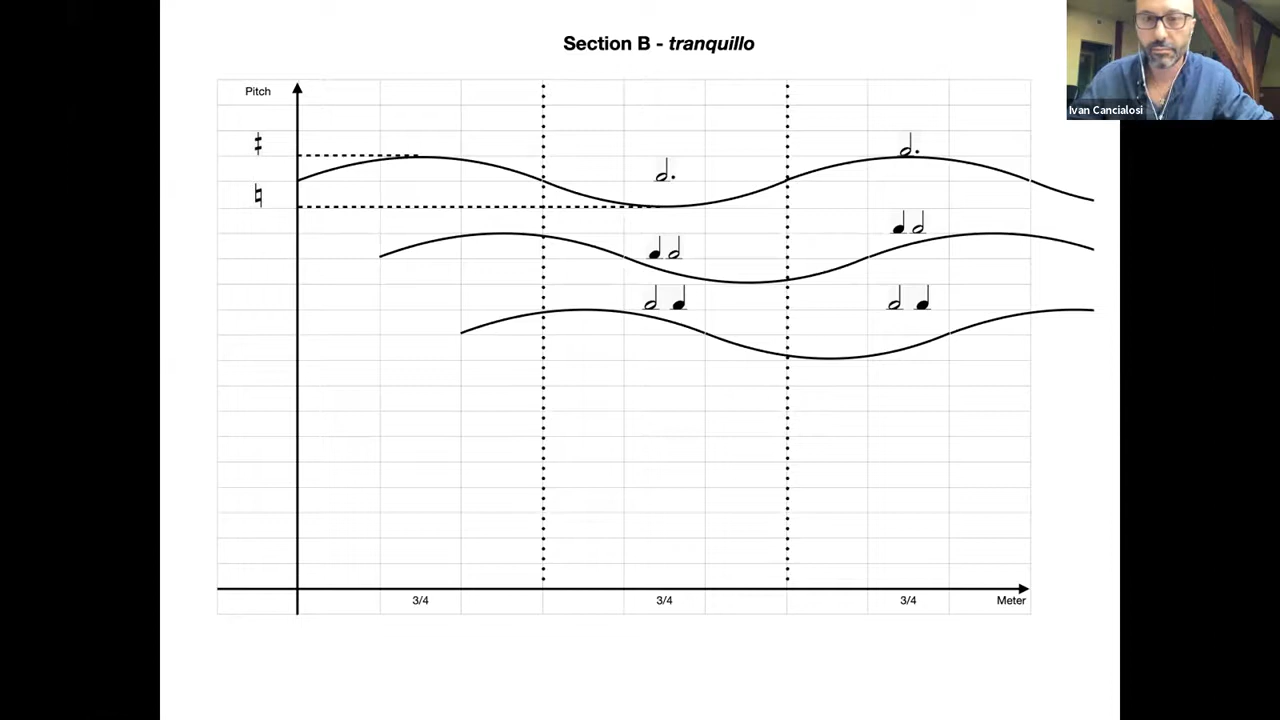 Section B - tranquillo
Ivan Cancialosi
Pitch
♯
♮
3/4 3/4 3/4 Meter